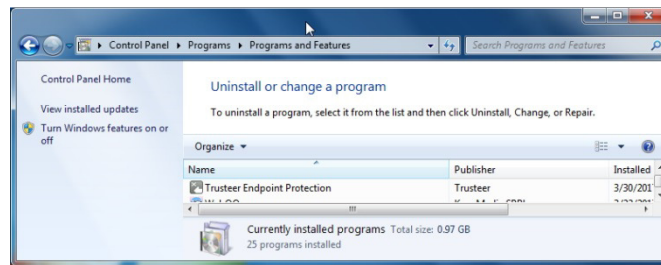 Control Panel ▸ Programs ▸ Programs and Features
Search Programs and Features
Control Panel Home
View installed updates
Turn Windows features on or
off
Uninstall or change a program
To uninstall a program, select it from the list and then click Uninstall, Change, or Repair.
Organize
Name Publisher Installed
Trusteer Endpoint Protection Trusteer 3/30/201
Currently installed programs Total size: 0.97 GB
25 programs installed